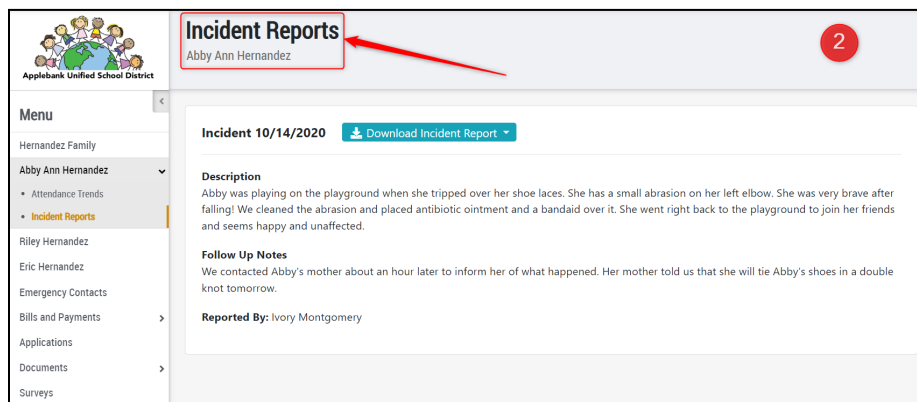 Applebank Unified School District
Incident Reports
Abby Ann Hernandez
2
Menu
<
Hernandez Family
Abby Ann Hernandez
• Attendance Trends
• Incident Reports
Riley Hernandez
Eric Hernandez
Emergency Contacts
Bills and Payments >
Applications
Documents >
Surveys
Incident 10/14/2020 Download Incident Report
Description
Abby was playing on the playground when she tripped over her shoe laces. She has a small abrasion on her left elbow. She was very brave after
falling! We cleaned the abrasion and placed antibiotic ointment and a bandaid over it. She went right back to the playground to join her friends
and seems happy and unaffected.
Follow Up Notes
We contacted Abby's mother about an hour later to inform her of what happened. Her mother told us that she will tie Abby's shoes in a double
knot tomorrow.
Reported By: Ivory Montgomery